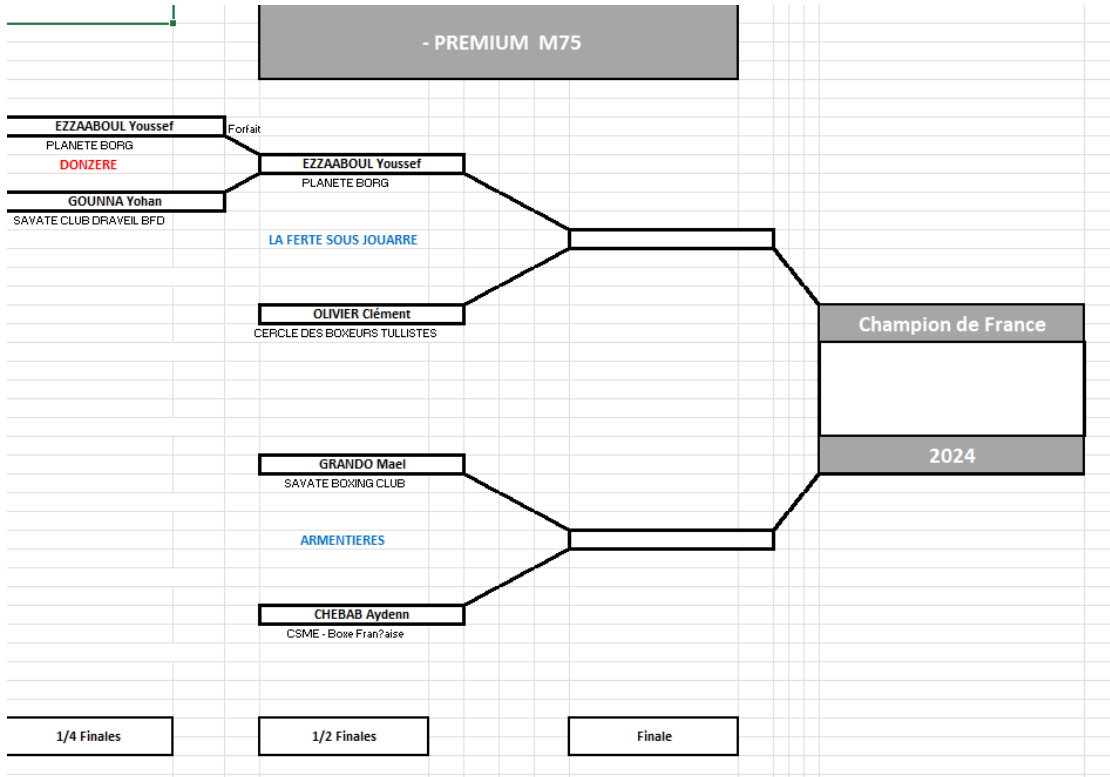 - PREMIUM  M75
EZZAABOUL Youssef
Forfait
PLANETE BORG
DONZERE
EZZAABOUL Youssef
PLANETE BORG
GOUNNA Yohan
SAVATE CLUB DRAVEIL BFD
LA FERTE SOUS JOUARRE
OLIVIER Clément
CERCLE DES BOXEURS TULLISTES
Champion de France
2024
GRANDO Mael
SAVATE BOXING CLUB
ARMENTIERES
CHEBAB Aydenn
CSME - Boxe Fran?aise
1/4 Finales
1/2 Finales
Finale